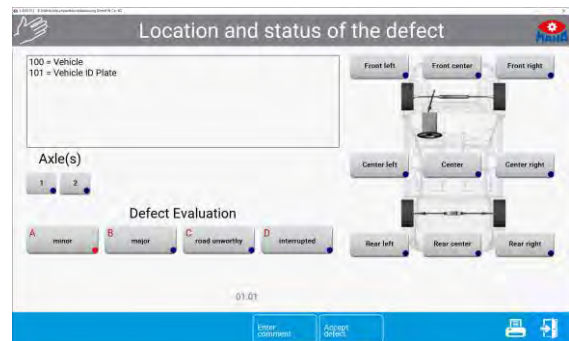 Location and status of the defect
MAHA
100 = Vehicle
101 = Vehicle ID Plate
Front left
Front center
Front right
Axle(s)
1
2
Center left
Center
Center right
Defect Evaluation
A minor
B major
C road unworthy
D interrupted
Rear left
Rear center
Rear right
01.01
Enter comment
Accept defect